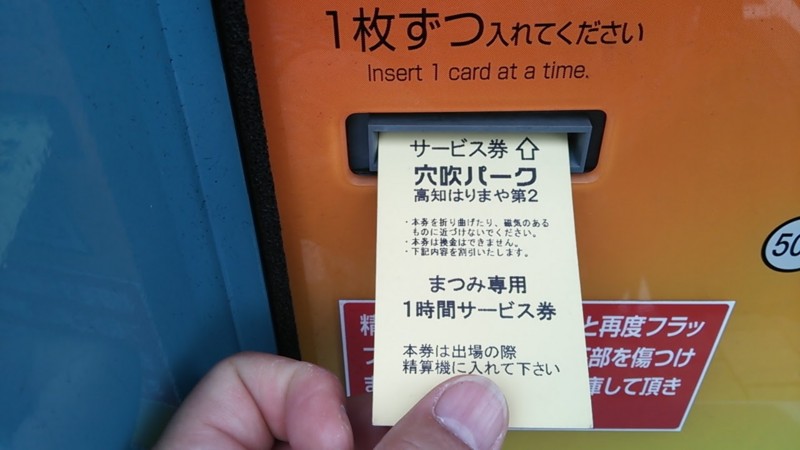 1枚ずつ入れてください
Insert 1 card at a time.
サービス券
穴吹パーク
高知はりまや第2
・本券を折り曲げたり、磁気のある
ものに近づけないでください。
・本券は換金はできません。
・下記内容を割引いたします。
まつみ専用
1時間サービス券
本券は出場の際
精算機に入れて下さい
50
精 と再度フラッ
フ 部を傷つけ
ま 庫して頂き